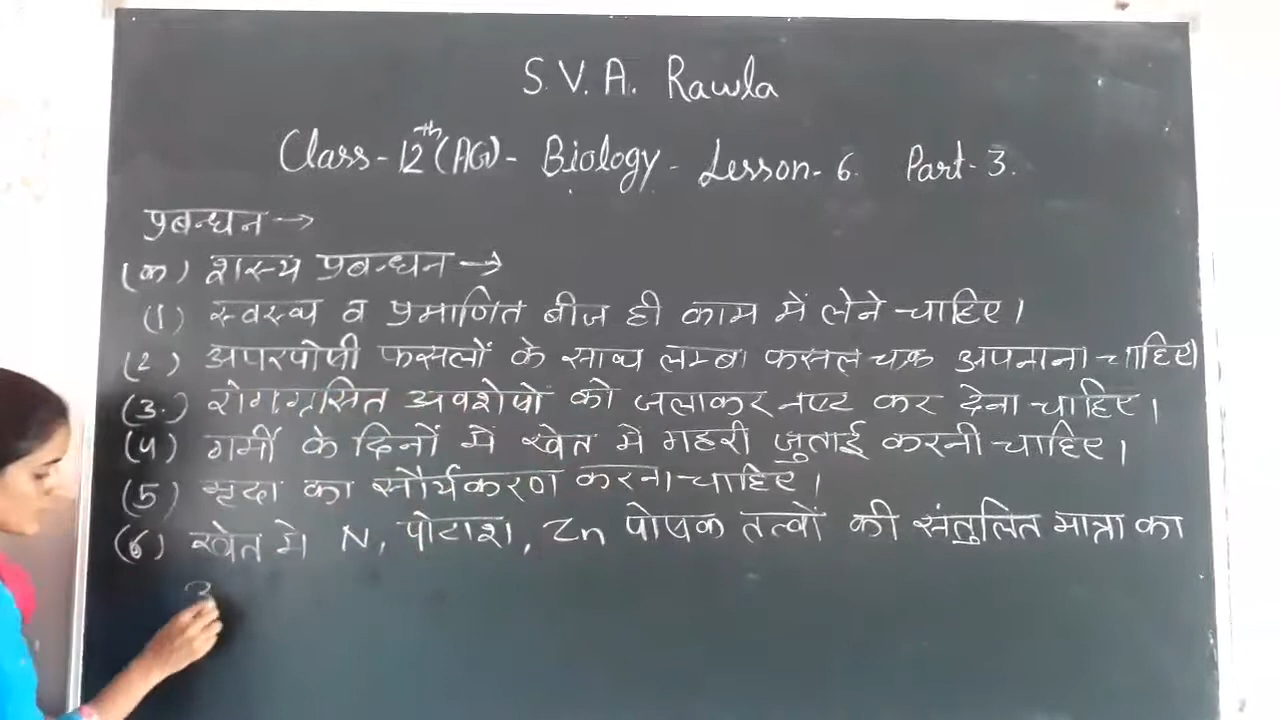 S.V.A. Rawla
Class-12th (AG) - Biology - Lesson-6. Part-3.
प्रबन्धन →
(क) शस्य प्रबन्धन →
(1) स्वस्थ व प्रमाणित बीज ही काम में लेने चाहिए।
(2) अपरपोषी फसलों के साथ लम्बा फसल चक्र अपनाना चाहिए।
(3.) रोगग्रसित अवशेषो को जलाकर नष्ट कर देना चाहिए।
(4) गर्मी के दिनों में खेत मे गहरी जुताई करनी चाहिए।
(5) मृदा का सौर्यकरण करना चाहिए।
(6) खेत मे N, पोटाश, Zn पोषक तत्वों की संतुलित मात्रा का